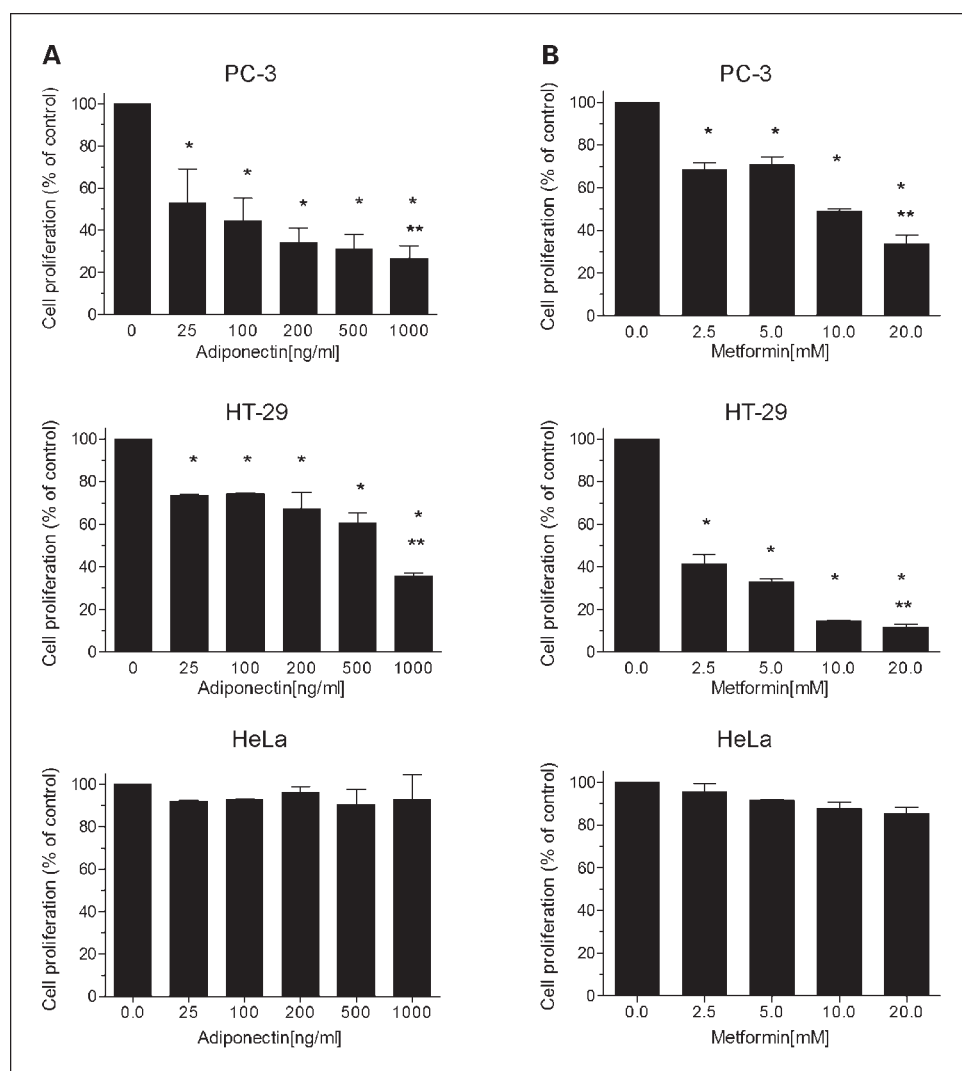 A
PC-3
Cell proliferation (% of control)
100
80
60
40
20
0
*
*
*
*
*
**
0 25 100 200 500 1000
Adiponectin[ng/ml]
B
PC-3
Cell proliferation (% of control)
100
80
60
40
20
0
*
*
*
*
**
0.0 2.5 5.0 10.0 20.0
Metformin[mM]
HT-29
Cell proliferation (% of control)
100
80
60
40
20
0
*
*
*
*
*
**
0 25 100 200 500 1000
Adiponectin[ng/ml]
HT-29
Cell proliferation (% of control)
100
80
60
40
20
0
*
*
*
*
**
0.0 2.5 5.0 10.0 20.0
Metformin[mM]
HeLa
Cell proliferation (% of control)
100
80
60
40
20
0
0.0 25 100 200 500 1000
Adiponectin[ng/ml]
HeLa
Cell proliferation (% of control)
100
80
60
40
20
0
0.0 2.5 5.0 10.0 20.0
Metformin[mM]